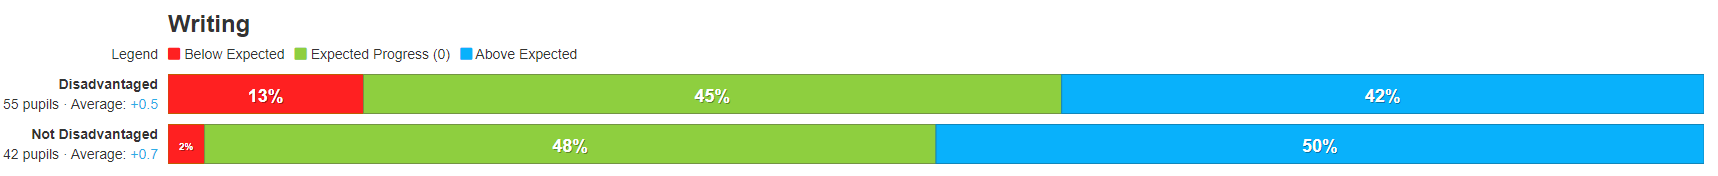 Writing
Legend Below Expected Expected Progress (0) Above Expected
Disadvantaged
55 pupils · Average: +0.5
13% 45% 42%
Not Disadvantaged
42 pupils · Average: +0.7
2% 48% 50%